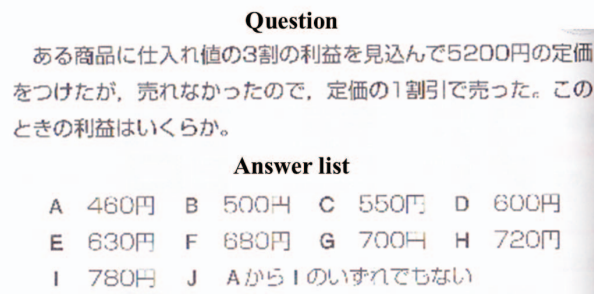 Question
ある商品に仕入れ値の3割の利益を見込んで5200円の定価
をつけたが，売れなかったので，定価の1割引で売った。この
ときの利益はいくらか。
Answer list
A 460円 B 500円 C 550円 D 600円
E 630円 F 680円 G 700円 H 720円
I 780円 J AからIのいずれでもない